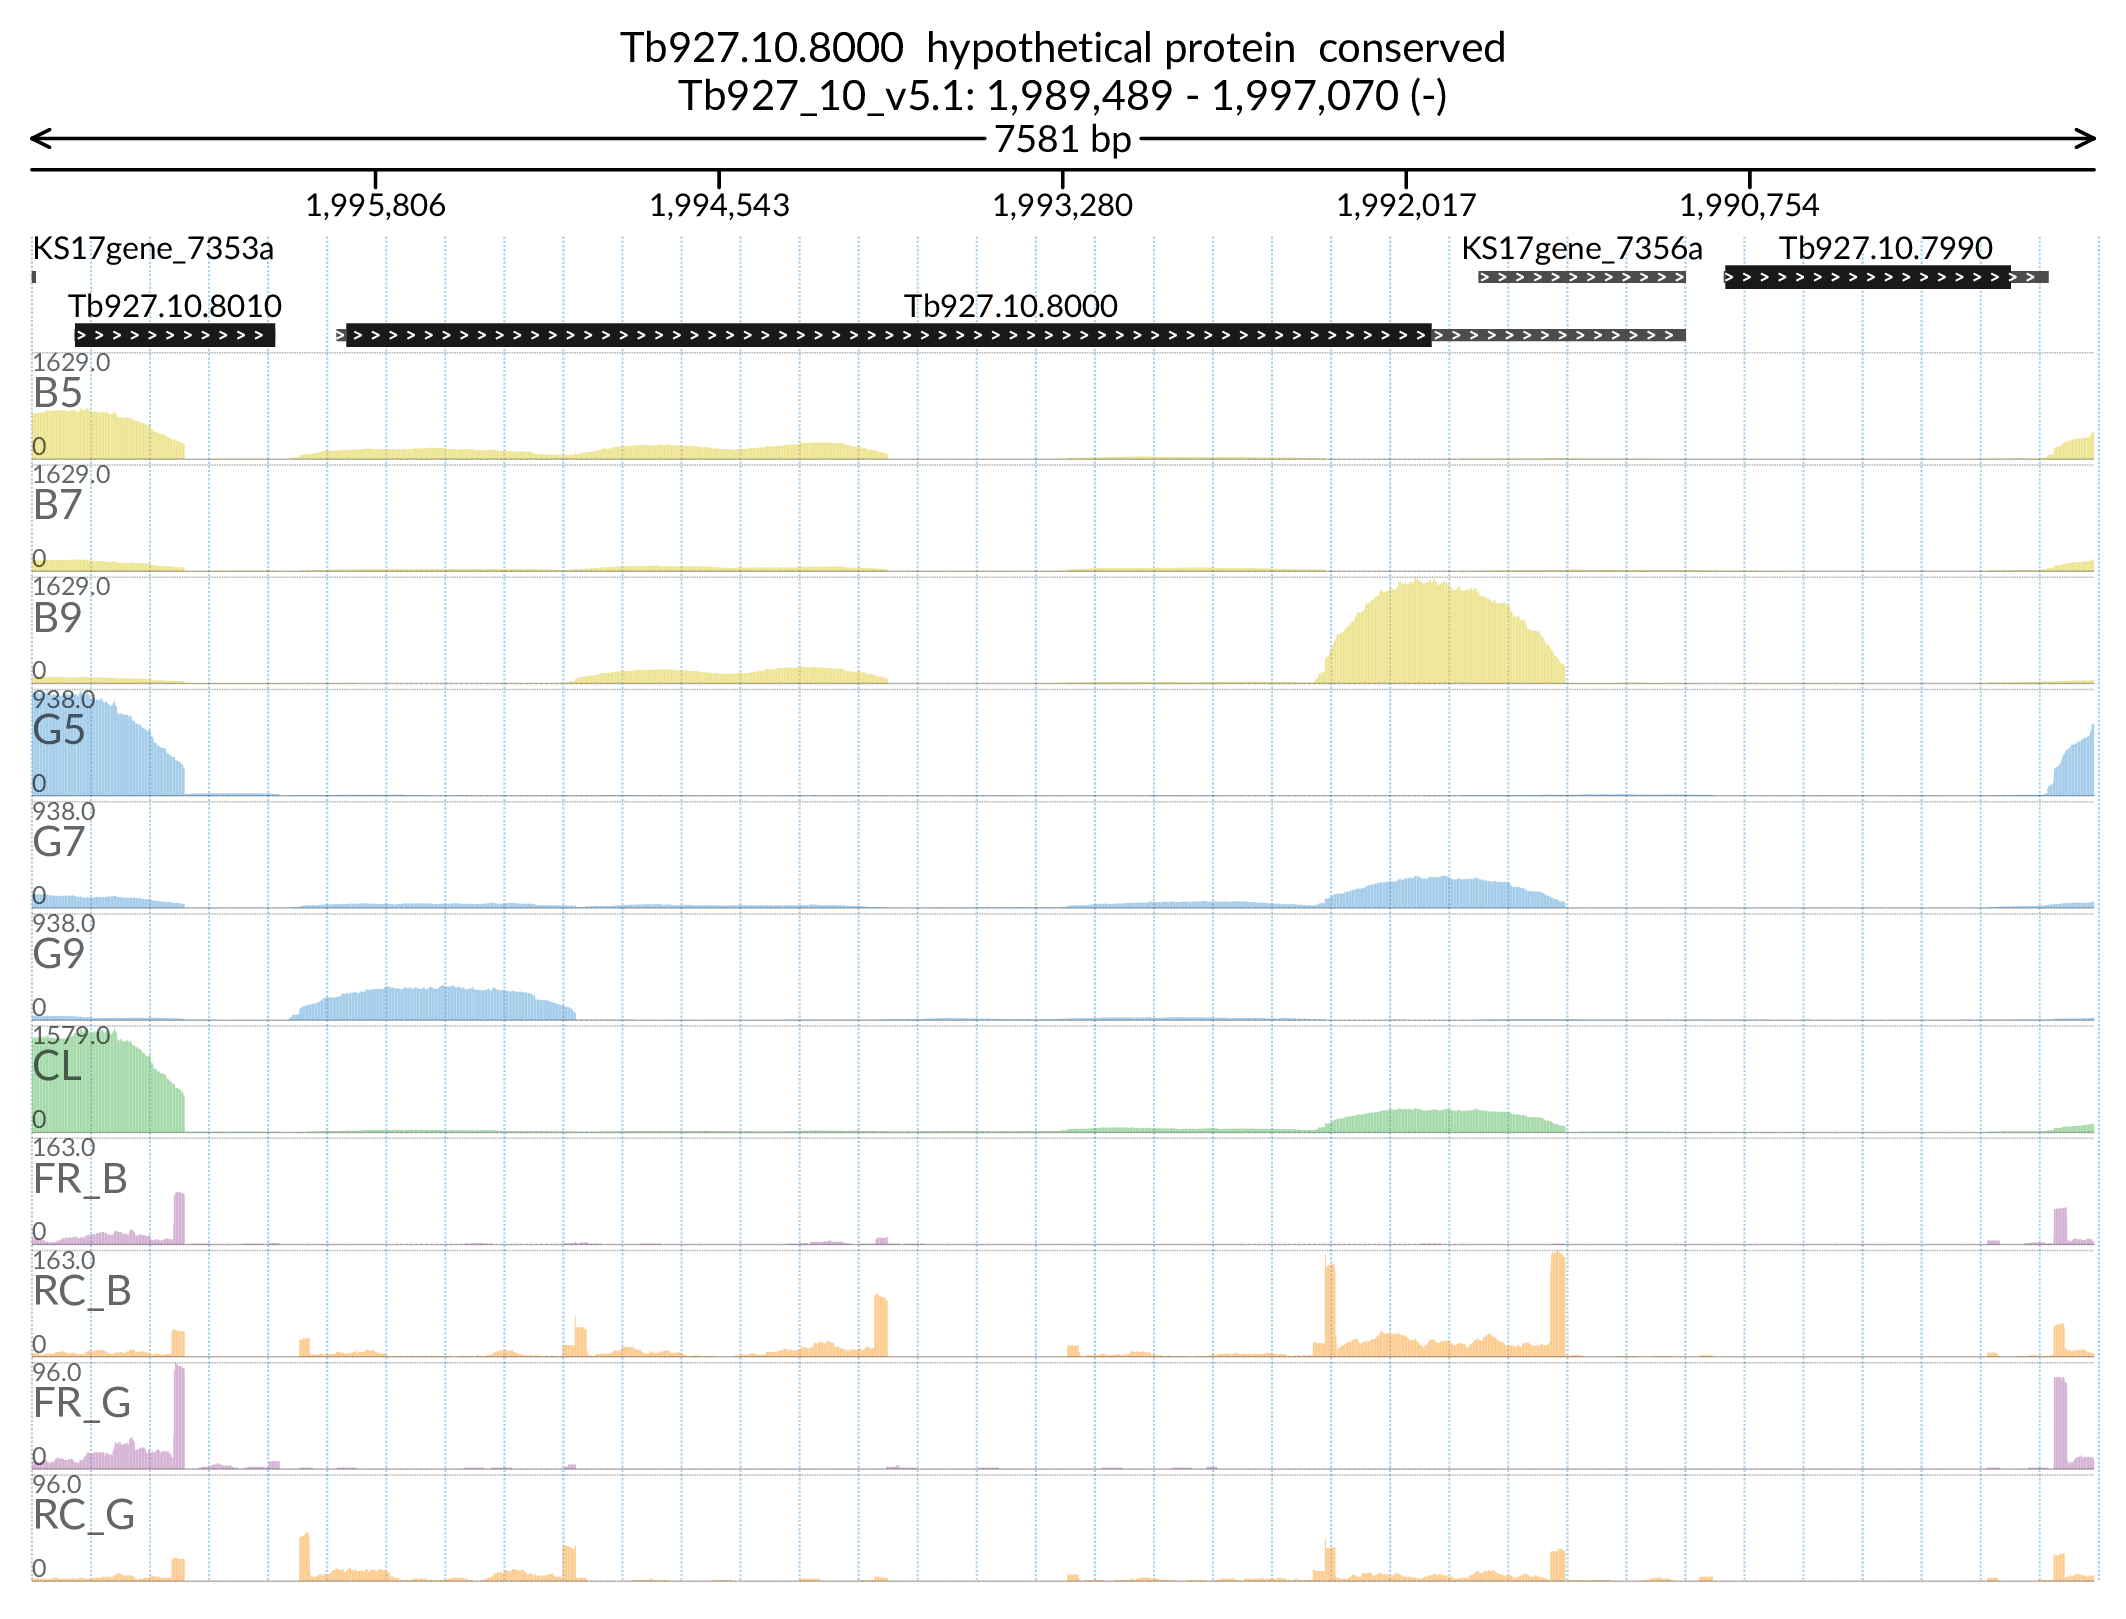 Tb927.10.8000 hypothetical protein conserved
Tb927_10_v5.1: 1,989,489 - 1,997,070 (-)
7581 bp
1,995,806 1,994,543 1,993,280 1,992,017 1,990,754
KS17gene_7353a KS17gene_7356a Tb927.10.7990
Tb927.10.8010 Tb927.10.8000
1629.0
B5
0
1629.0
B7
0
1629.0
B9
0
938.0
G5
0
938.0
G7
0
938.0
G9
0
1579.0
CL
0
163.0
FR_B
0
163.0
RC_B
0
96.0
FR_G
0
96.0
RC_G
0